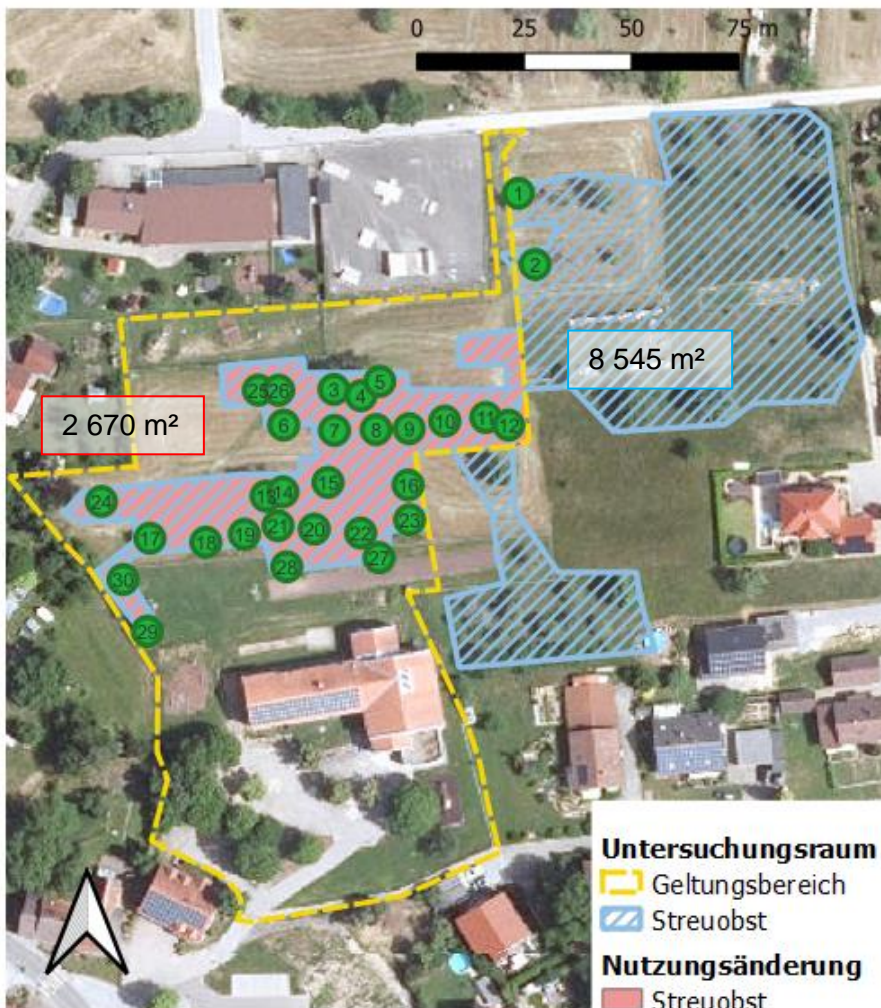 0 25 50 75 m
1
2
8 545 m²
25 26 3 4 5
2 670 m²
6 7 8 9 10 11 12
24 13 14 15 16
17 18 19 21 20 22 23
28 27
30
29
Untersuchungsraum
Geltungsbereich
Streuobst
Nutzungsänderung
Streuobst